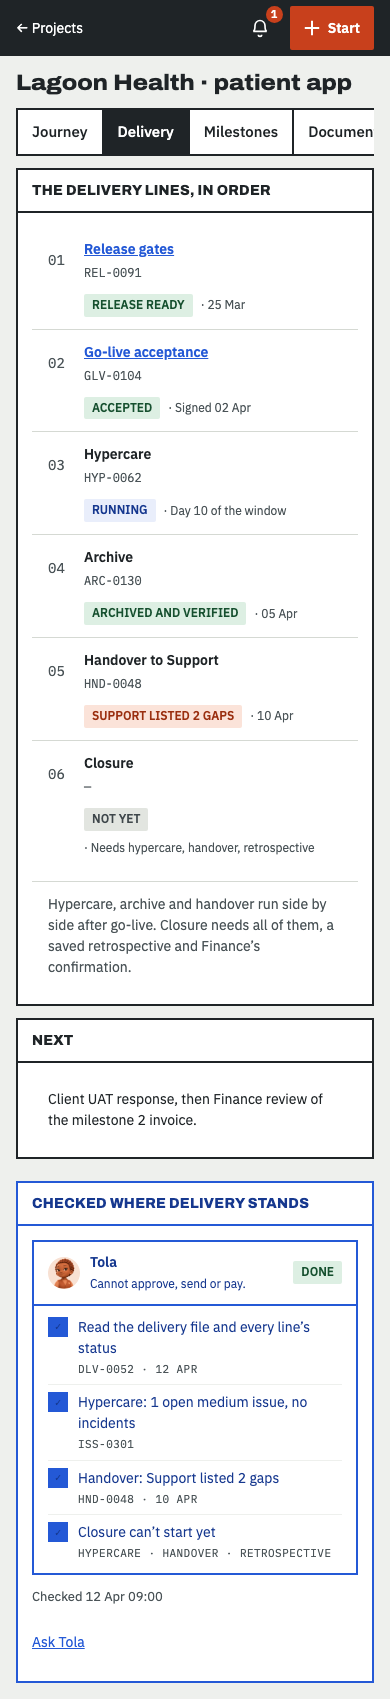 ← Projects
1
+ Start
Lagoon Health · patient app
Journey
Delivery
Milestones
Documen
THE DELIVERY LINES, IN ORDER
01
Release gates
REL-0091
RELEASE READY · 25 Mar
02
Go-live acceptance
GLV-0104
ACCEPTED · Signed 02 Apr
03
Hypercare
HYP-0062
RUNNING · Day 10 of the window
04
Archive
ARC-0130
ARCHIVED AND VERIFIED · 05 Apr
05
Handover to Support
HND-0048
SUPPORT LISTED 2 GAPS · 10 Apr
06
Closure
—
NOT YET
· Needs hypercare, handover, retrospective
Hypercare, archive and handover run side by
side after go-live. Closure needs all of them, a
saved retrospective and Finance’s
confirmation.
NEXT
Client UAT response, then Finance review of
the milestone 2 invoice.
CHECKED WHERE DELIVERY STANDS
Tola
Cannot approve, send or pay.
DONE
Read the delivery file and every line’s
status
DLV-0052 · 12 APR
Hypercare: 1 open medium issue, no
incidents
ISS-0301
Handover: Support listed 2 gaps
HND-0048 · 10 APR
Closure can’t start yet
HYPERCARE · HANDOVER · RETROSPECTIVE
Checked 12 Apr 09:00
Ask Tola